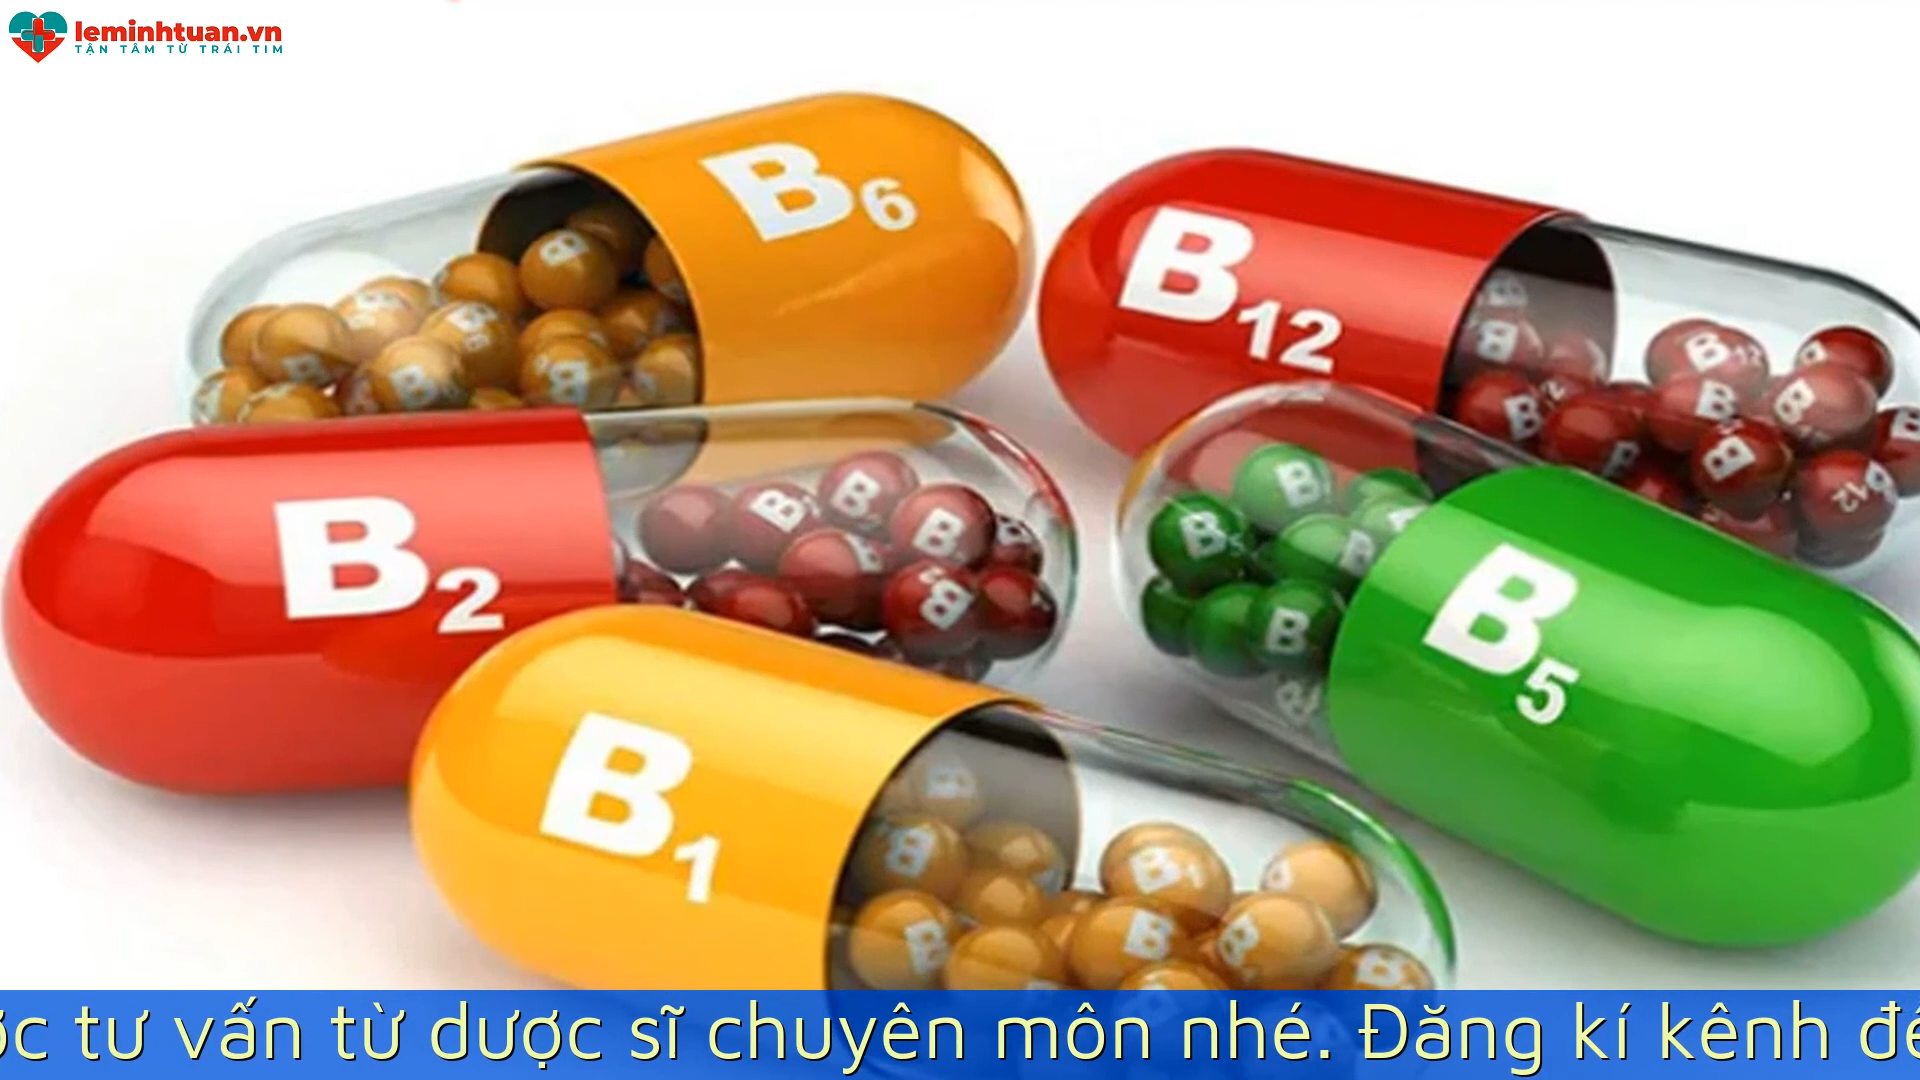 leminhtuan.vn
TẬN TÂM TỪ TRÁI TIM
B6
B12
B2
B5
B1
tư vấn từ dược sĩ chuyên môn nhé. Đăng kí kênh